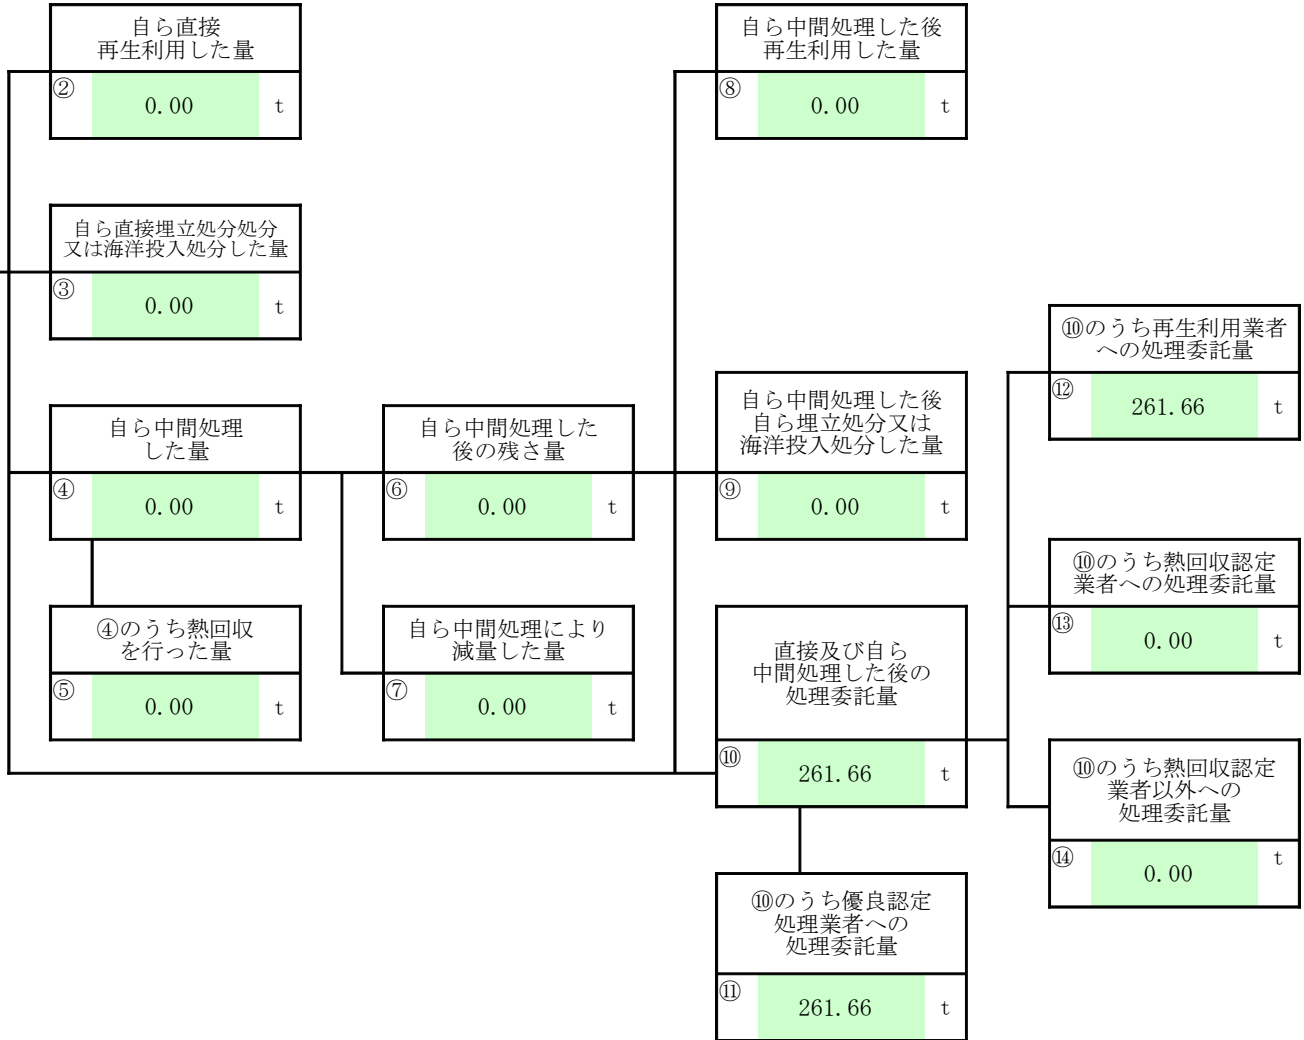 自ら直接
再生利用した量
②
0.00 t
自ら中間処理した後
再生利用した量
⑧
0.00 t
自ら直接埋立処分処分
又は海洋投入処分した量
③
0.00 t
⑩のうち再生利用業者
への処理委託量
⑫
261.66 t
自ら中間処理
した量
④
0.00 t
自ら中間処理した
後の残さ量
⑥
0.00 t
自ら中間処理した後
自ら埋立処分又は
海洋投入処分した量
⑨
0.00 t
⑩のうち熱回収認定
業者への処理委託量
⑬
0.00 t
④のうち熱回収
を行った量
⑤
0.00 t
自ら中間処理により
減量した量
⑦
0.00 t
直接及び自ら
中間処理した後の
処理委託量
⑩
261.66 t
⑩のうち熱回収認定
業者以外への
処理委託量
⑭
0.00 t
⑩のうち優良認定
処理業者への
処理委託量
⑪
261.66 t